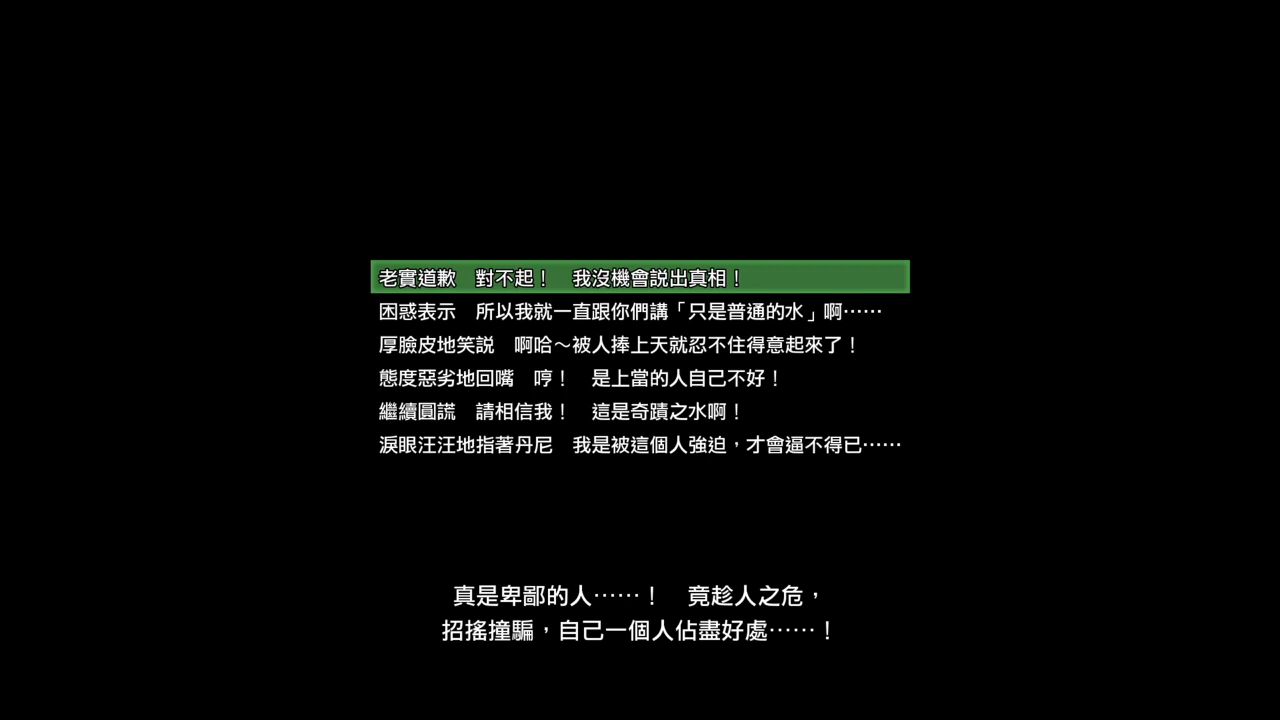 老實道歉　對不起！　我沒機會説出真相！
困惑表示　所以我就一直跟你們講「只是普通的水」啊⋯⋯
厚臉皮地笑説　啊哈～被人捧上天就忍不住得意起來了！
態度惡劣地回嘴　哼！　是上當的人自己不好！
繼續圓謊　請相信我！　這是奇蹟之水啊！
淚眼汪汪地指著丹尼　我是被這個人強迫，才會逼不得已⋯⋯
真是卑鄙的人⋯⋯！　竟趁人之危，
招搖撞騙，自己一個人佔盡好處⋯⋯！